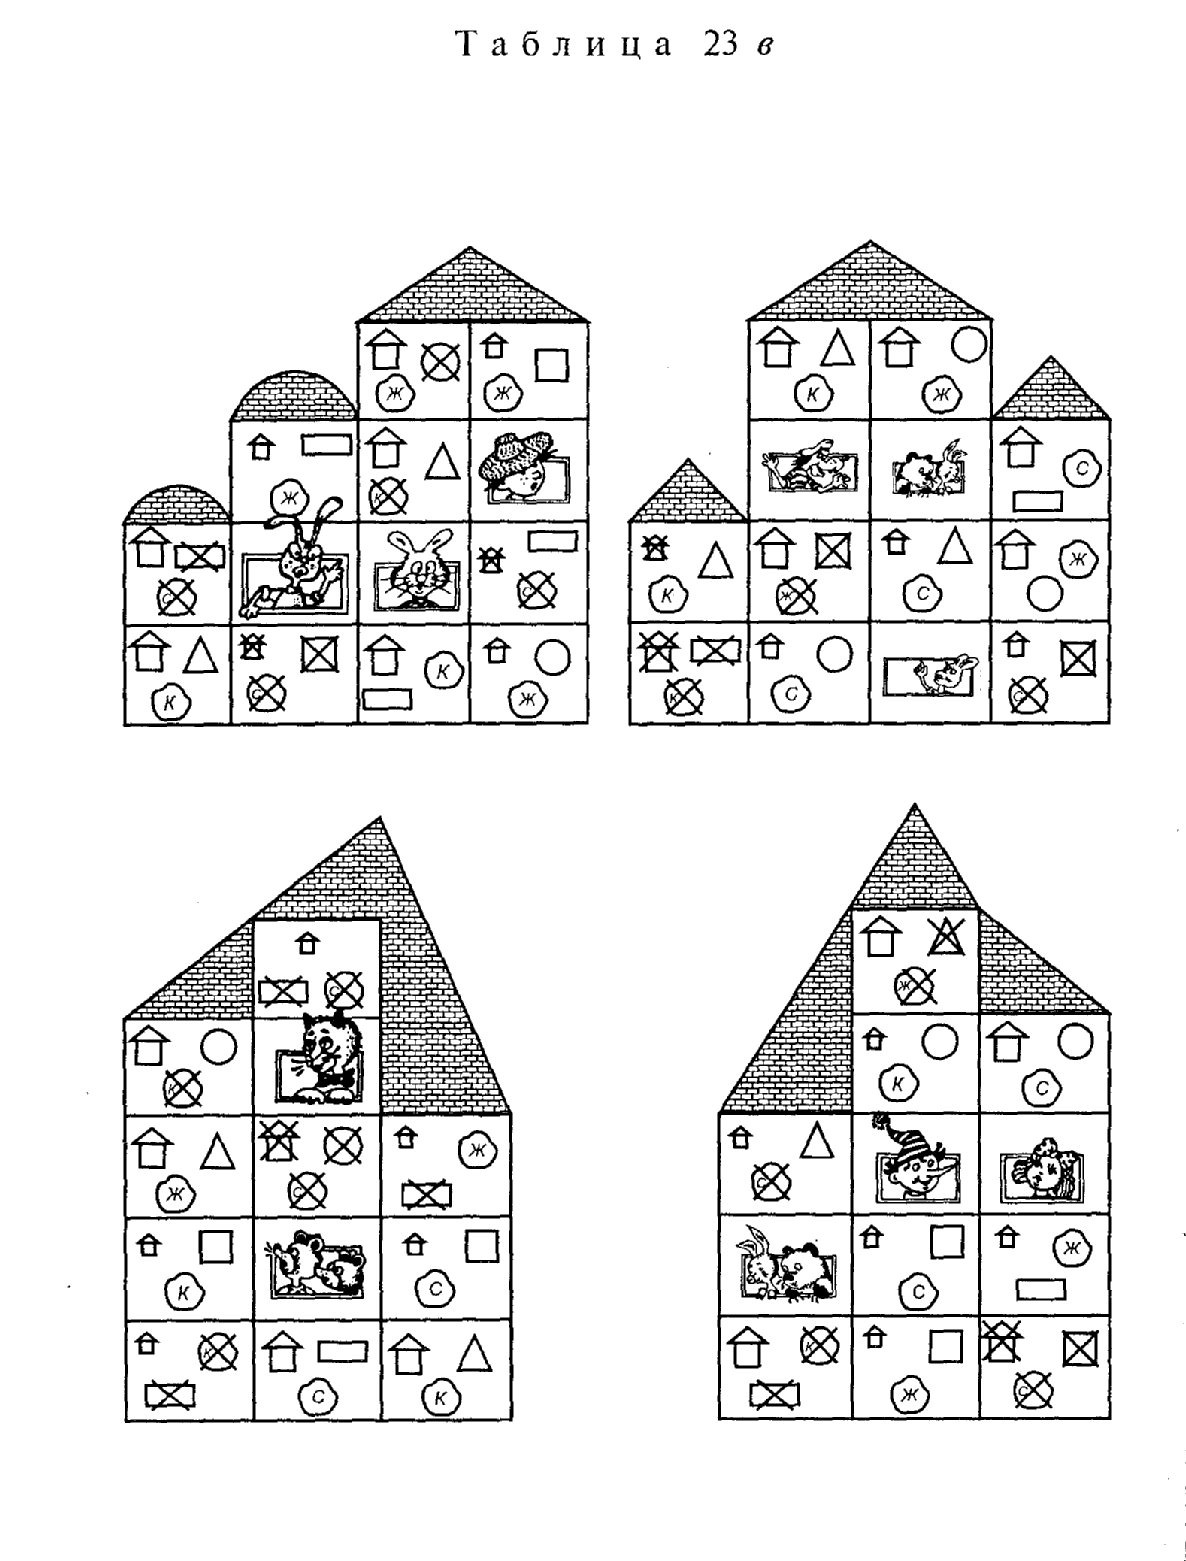 Таблица 23 в
Ж Ж
Ж К
С С
К С К Ж
К Ж
С
К Ж С Ж
К С С
С
К
Ж С Ж
К С
К С К
Ж
К С
С
С Ж
К Ж С